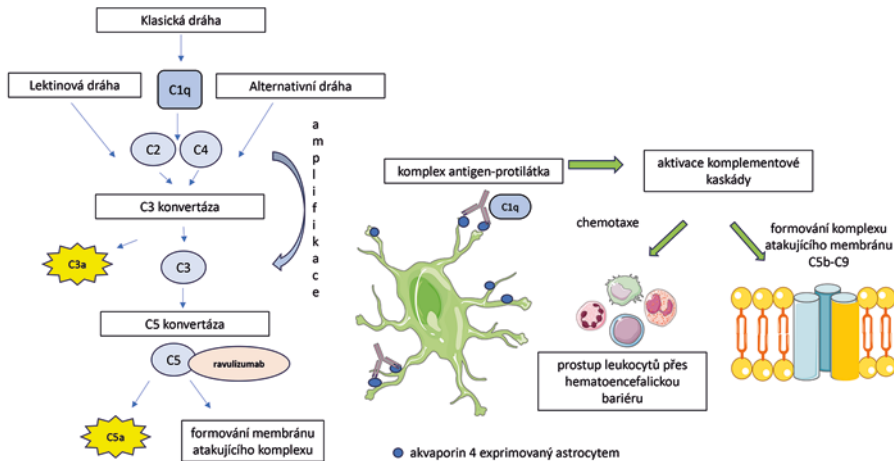 Klasická dráha
Lektinová dráha
C1q
Alternativní dráha
C2
C4
amplifikace
C3 konvertáza
C3a
C3
C5 konvertáza
C5
ravulizumab
C5a
formování membránu
atakujícího komplexu
komplex antigen-protilátka
C1q
aktivace komplementové
kaskády
chemotaxe
formování komplexu
atakujícího membránu
C5b-C9
prostup leukocytů přes
hematoencefalickou
bariéru
akvaporin 4 exprimovaný astrocytem